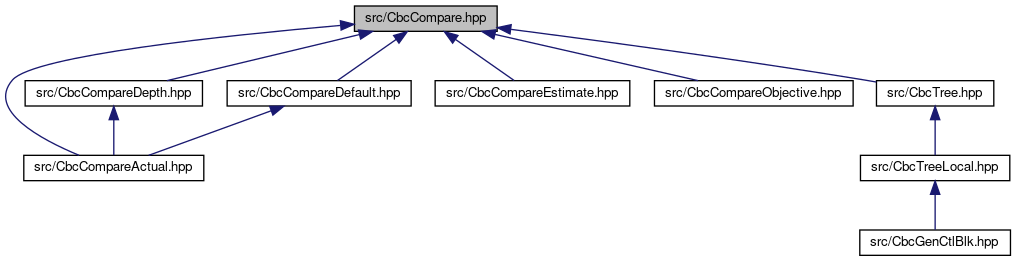 src/CbcCompare.hpp
src/CbcCompareDepth.hpp
src/CbcCompareDefault.hpp
src/CbcCompareEstimate.hpp
src/CbcCompareObjective.hpp
src/CbcTree.hpp
src/CbcCompareActual.hpp
src/CbcTreeLocal.hpp
src/CbcGenCtlBlk.hpp